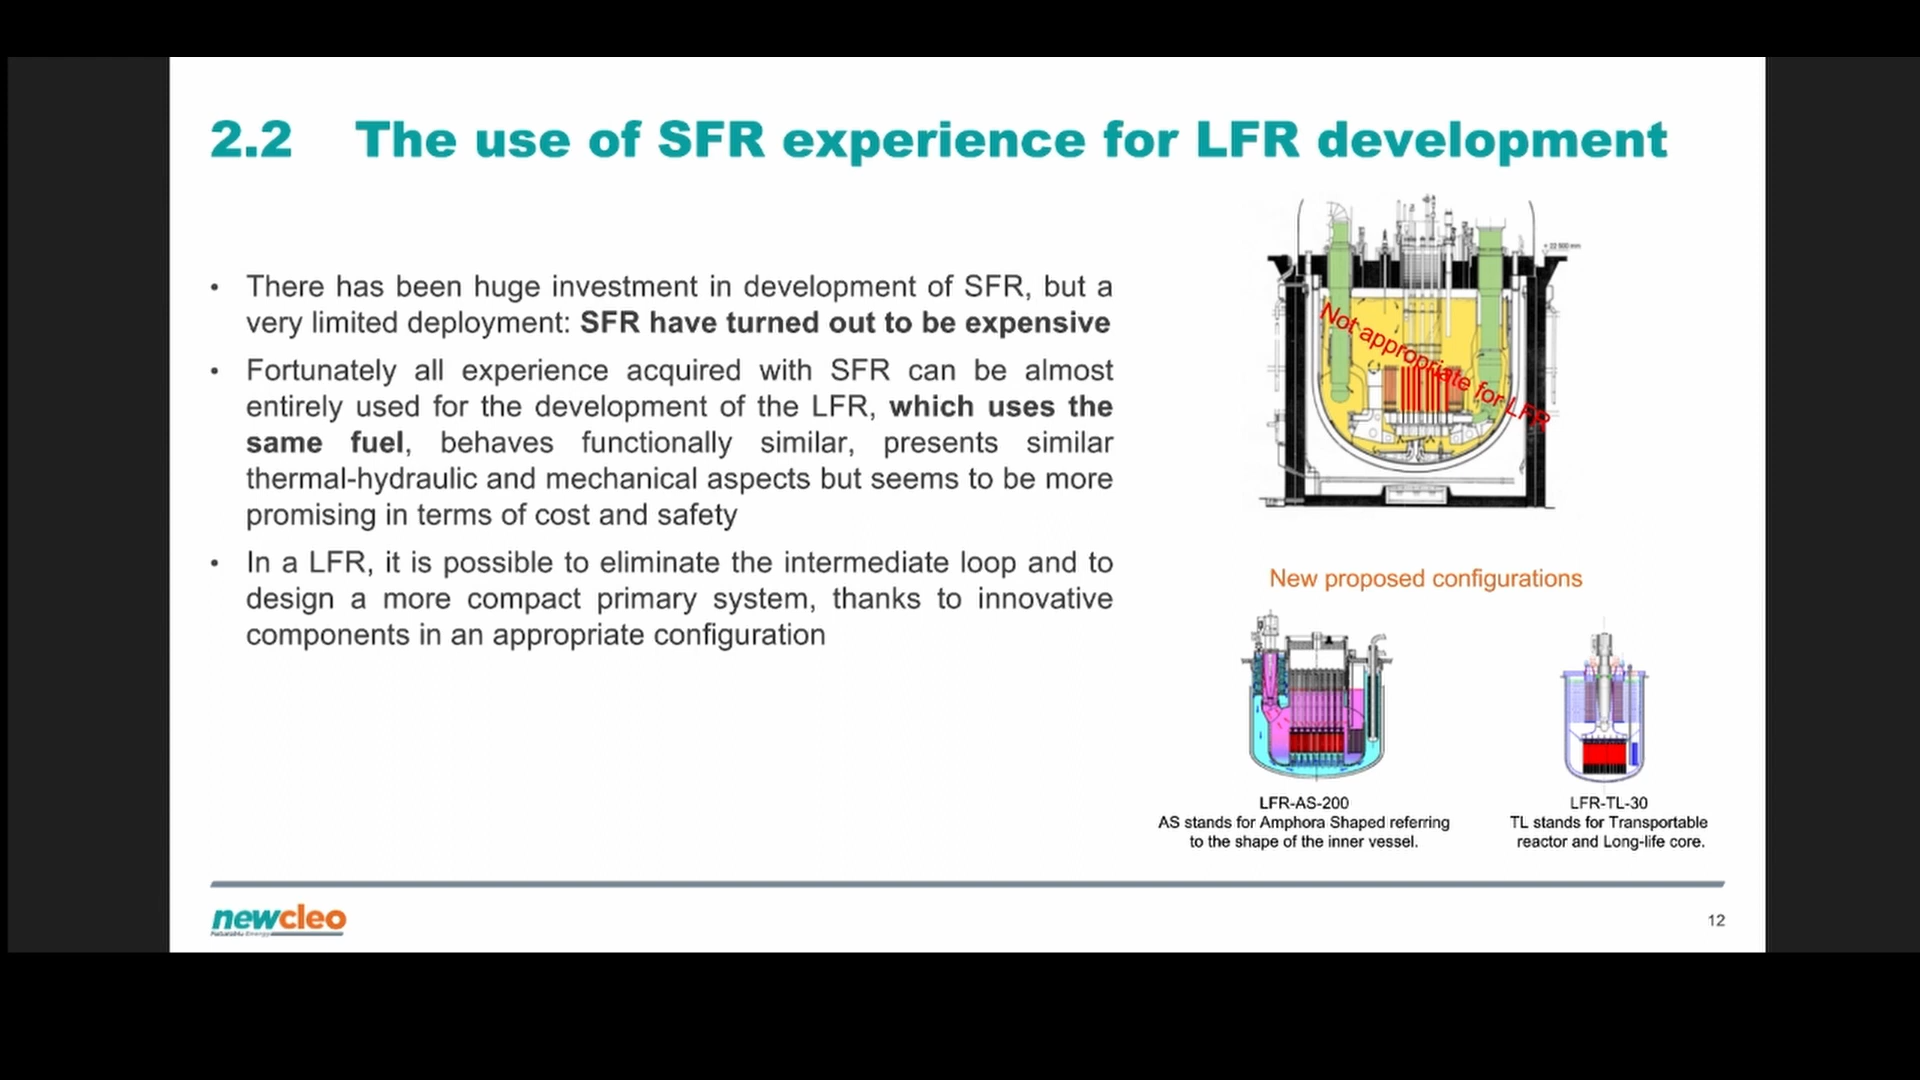 2.2 The use of SFR experience for LFR development
• There has been huge investment in development of SFR, but a
very limited deployment: SFR have turned out to be expensive
• Fortunately all experience acquired with SFR can be almost
entirely used for the development of the LFR, which uses the
same fuel, behaves functionally similar, presents similar
thermal-hydraulic and mechanical aspects but seems to be more
promising in terms of cost and safety
• In a LFR, it is possible to eliminate the intermediate loop and to
design a more compact primary system, thanks to innovative
components in an appropriate configuration
Not appropriate for LFR
New proposed configurations
LFR-AS-200
AS stands for Amphora Shaped referring
to the shape of the inner vessel.
LFR-TL-30
TL stands for Transportable
reactor and Long-life core.
newcleo
12